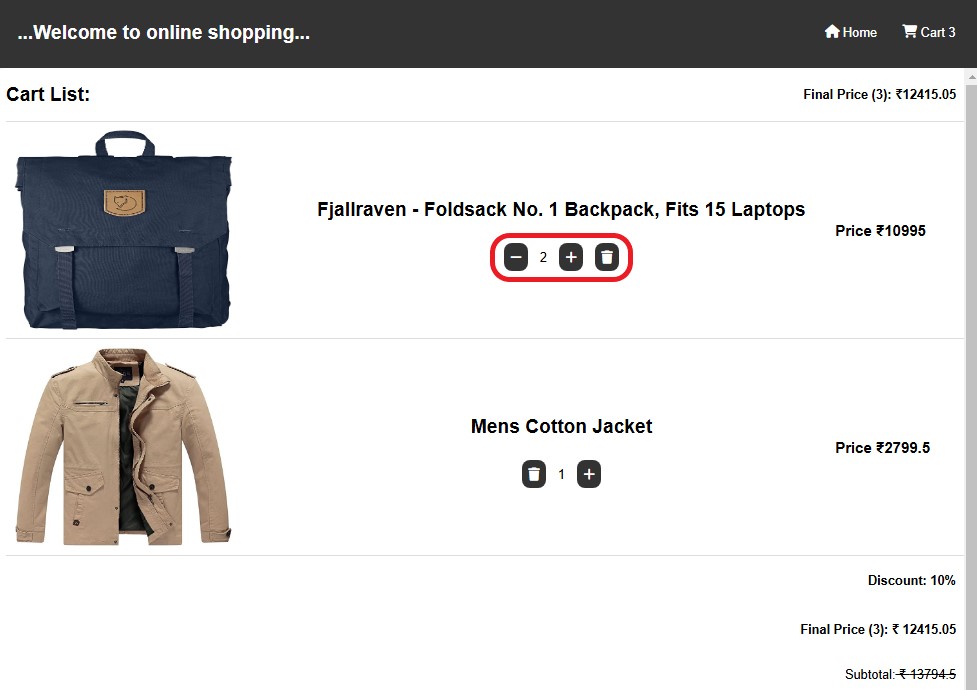 ...Welcome to online shopping...
Home
Cart 3
Cart List:
Final Price (3): ₹12415.05
Fjallraven - Foldsack No. 1 Backpack, Fits 15 Laptops
2
Price ₹10995
Mens Cotton Jacket
1
Price ₹2799.5
Discount: 10%
Final Price (3): ₹ 12415.05
Subtotal: ₹ 13794.5